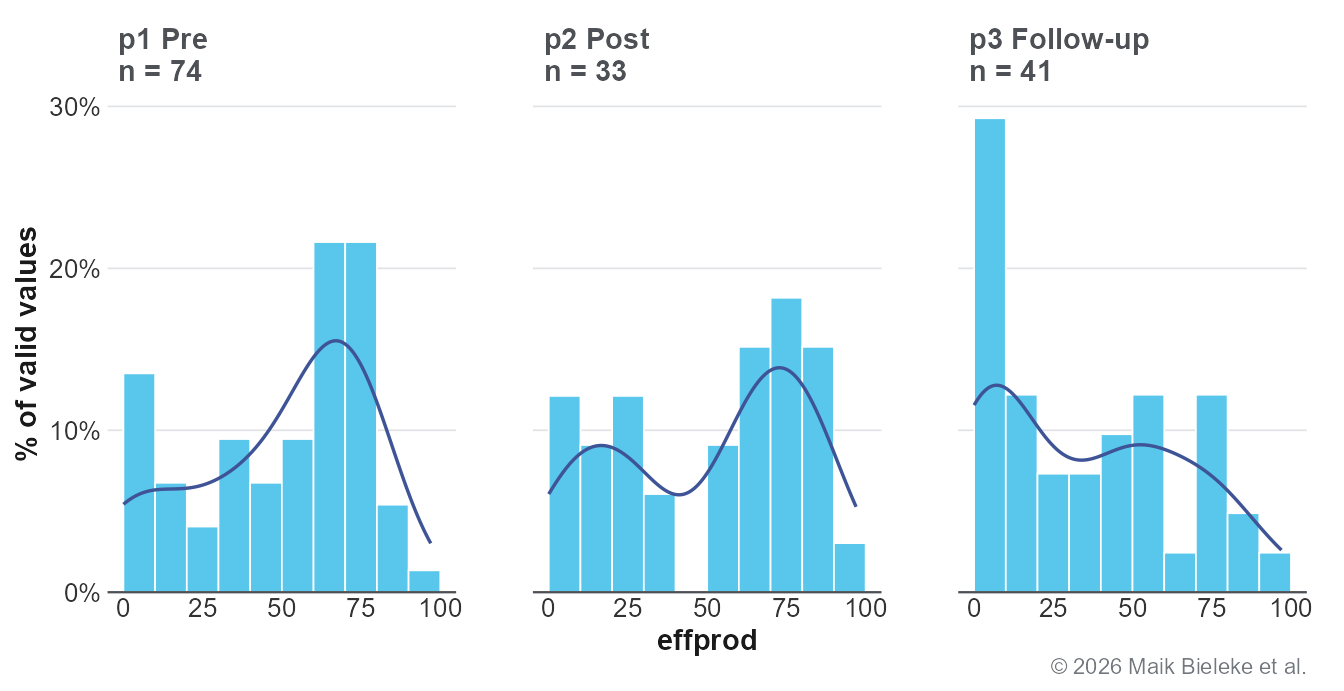 p1 Pre
n = 74
p2 Post
n = 33
p3 Follow-up
n = 41
% of valid values
30%
20%
10%
0%
0 25 50 75 100
0 25 50 75 100
0 25 50 75 100
effprod
© 2026 Maik Bieleke et al.